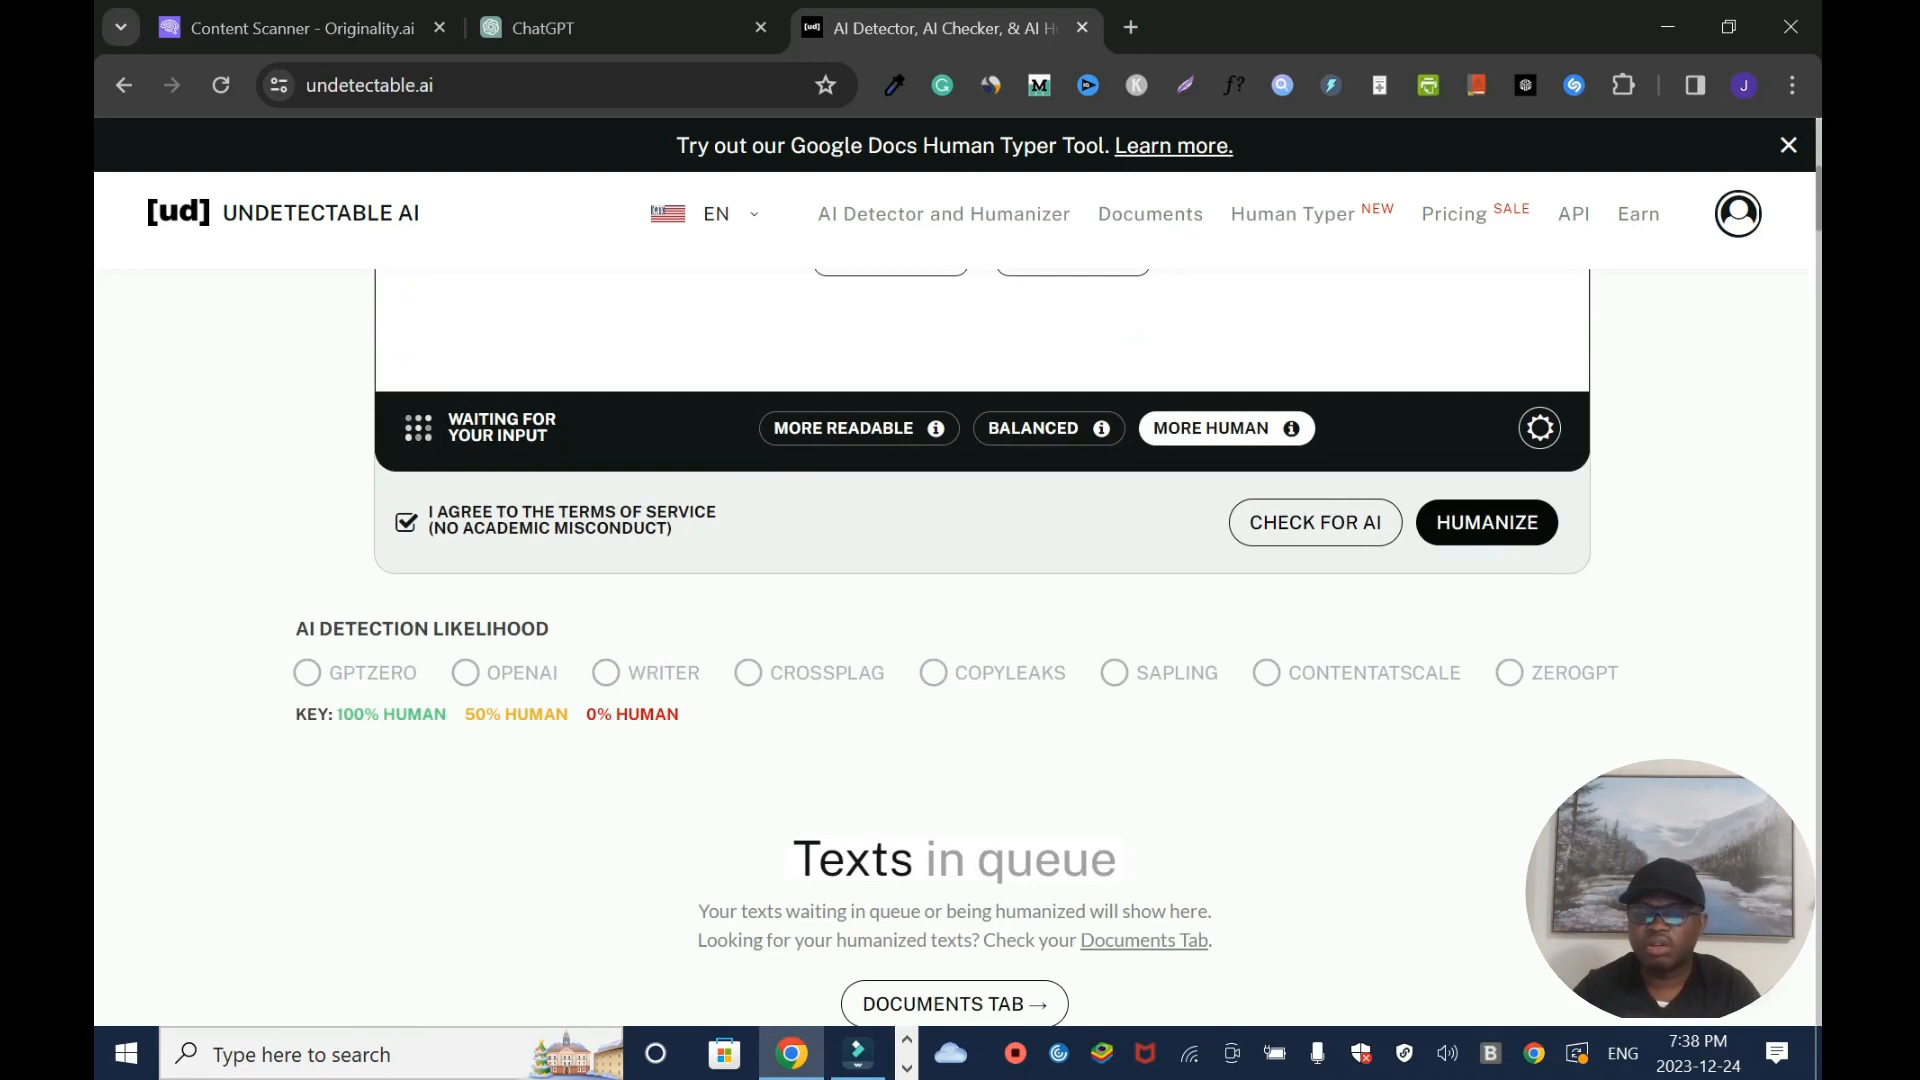 Content Scanner - Originality.ai
ChatGPT
AI Detector, AI Checker, & AI H
undetectable.ai
Try out our Google Docs Human Typer Tool. Learn more.
[ud] UNDETECTABLE AI
EN
AI Detector and Humanizer
Documents
Human Typer NEW
Pricing SALE
API
Earn
WAITING FOR
YOUR INPUT
MORE READABLE
BALANCED
MORE HUMAN
I AGREE TO THE TERMS OF SERVICE
(NO ACADEMIC MISCONDUCT)
CHECK FOR AI
HUMANIZE
AI DETECTION LIKELIHOOD
GPTZERO
OPENAI
WRITER
CROSSPLAG
COPYLEAKS
SAPLING
CONTENTATSCALE
ZEROGPT
KEY: 100% HUMAN 50% HUMAN 0% HUMAN
Texts in queue
Your texts waiting in queue or being humanized will show here.
Looking for your humanized texts? Check your Documents Tab.
DOCUMENTS TAB →
Type here to search
ENG
7:38 PM
2023-12-24